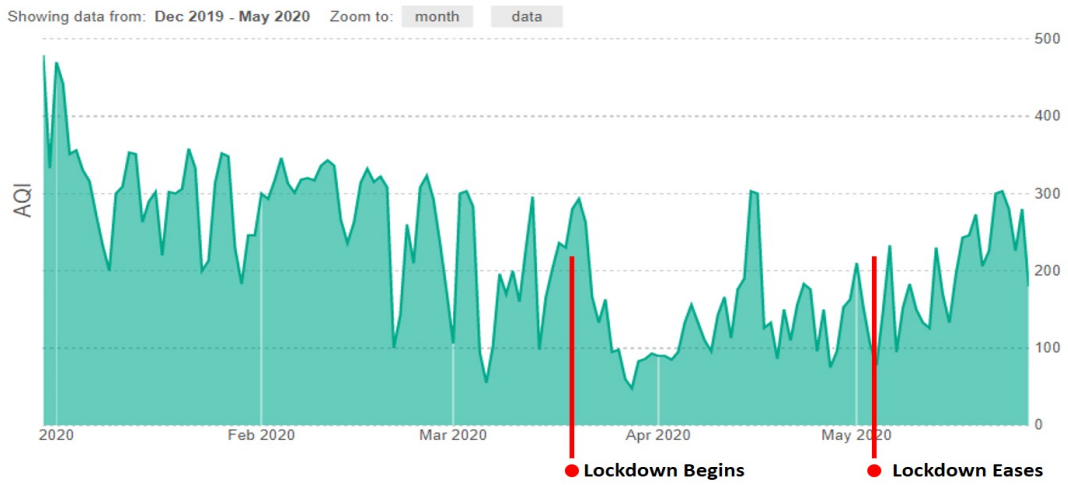 Showing data from: Dec 2019 - May 2020 Zoom to: month data
500
400
300
200
100
0
AQI
2020 Feb 2020 Mar 2020 Apr 2020 May 2020
Lockdown Begins Lockdown Eases